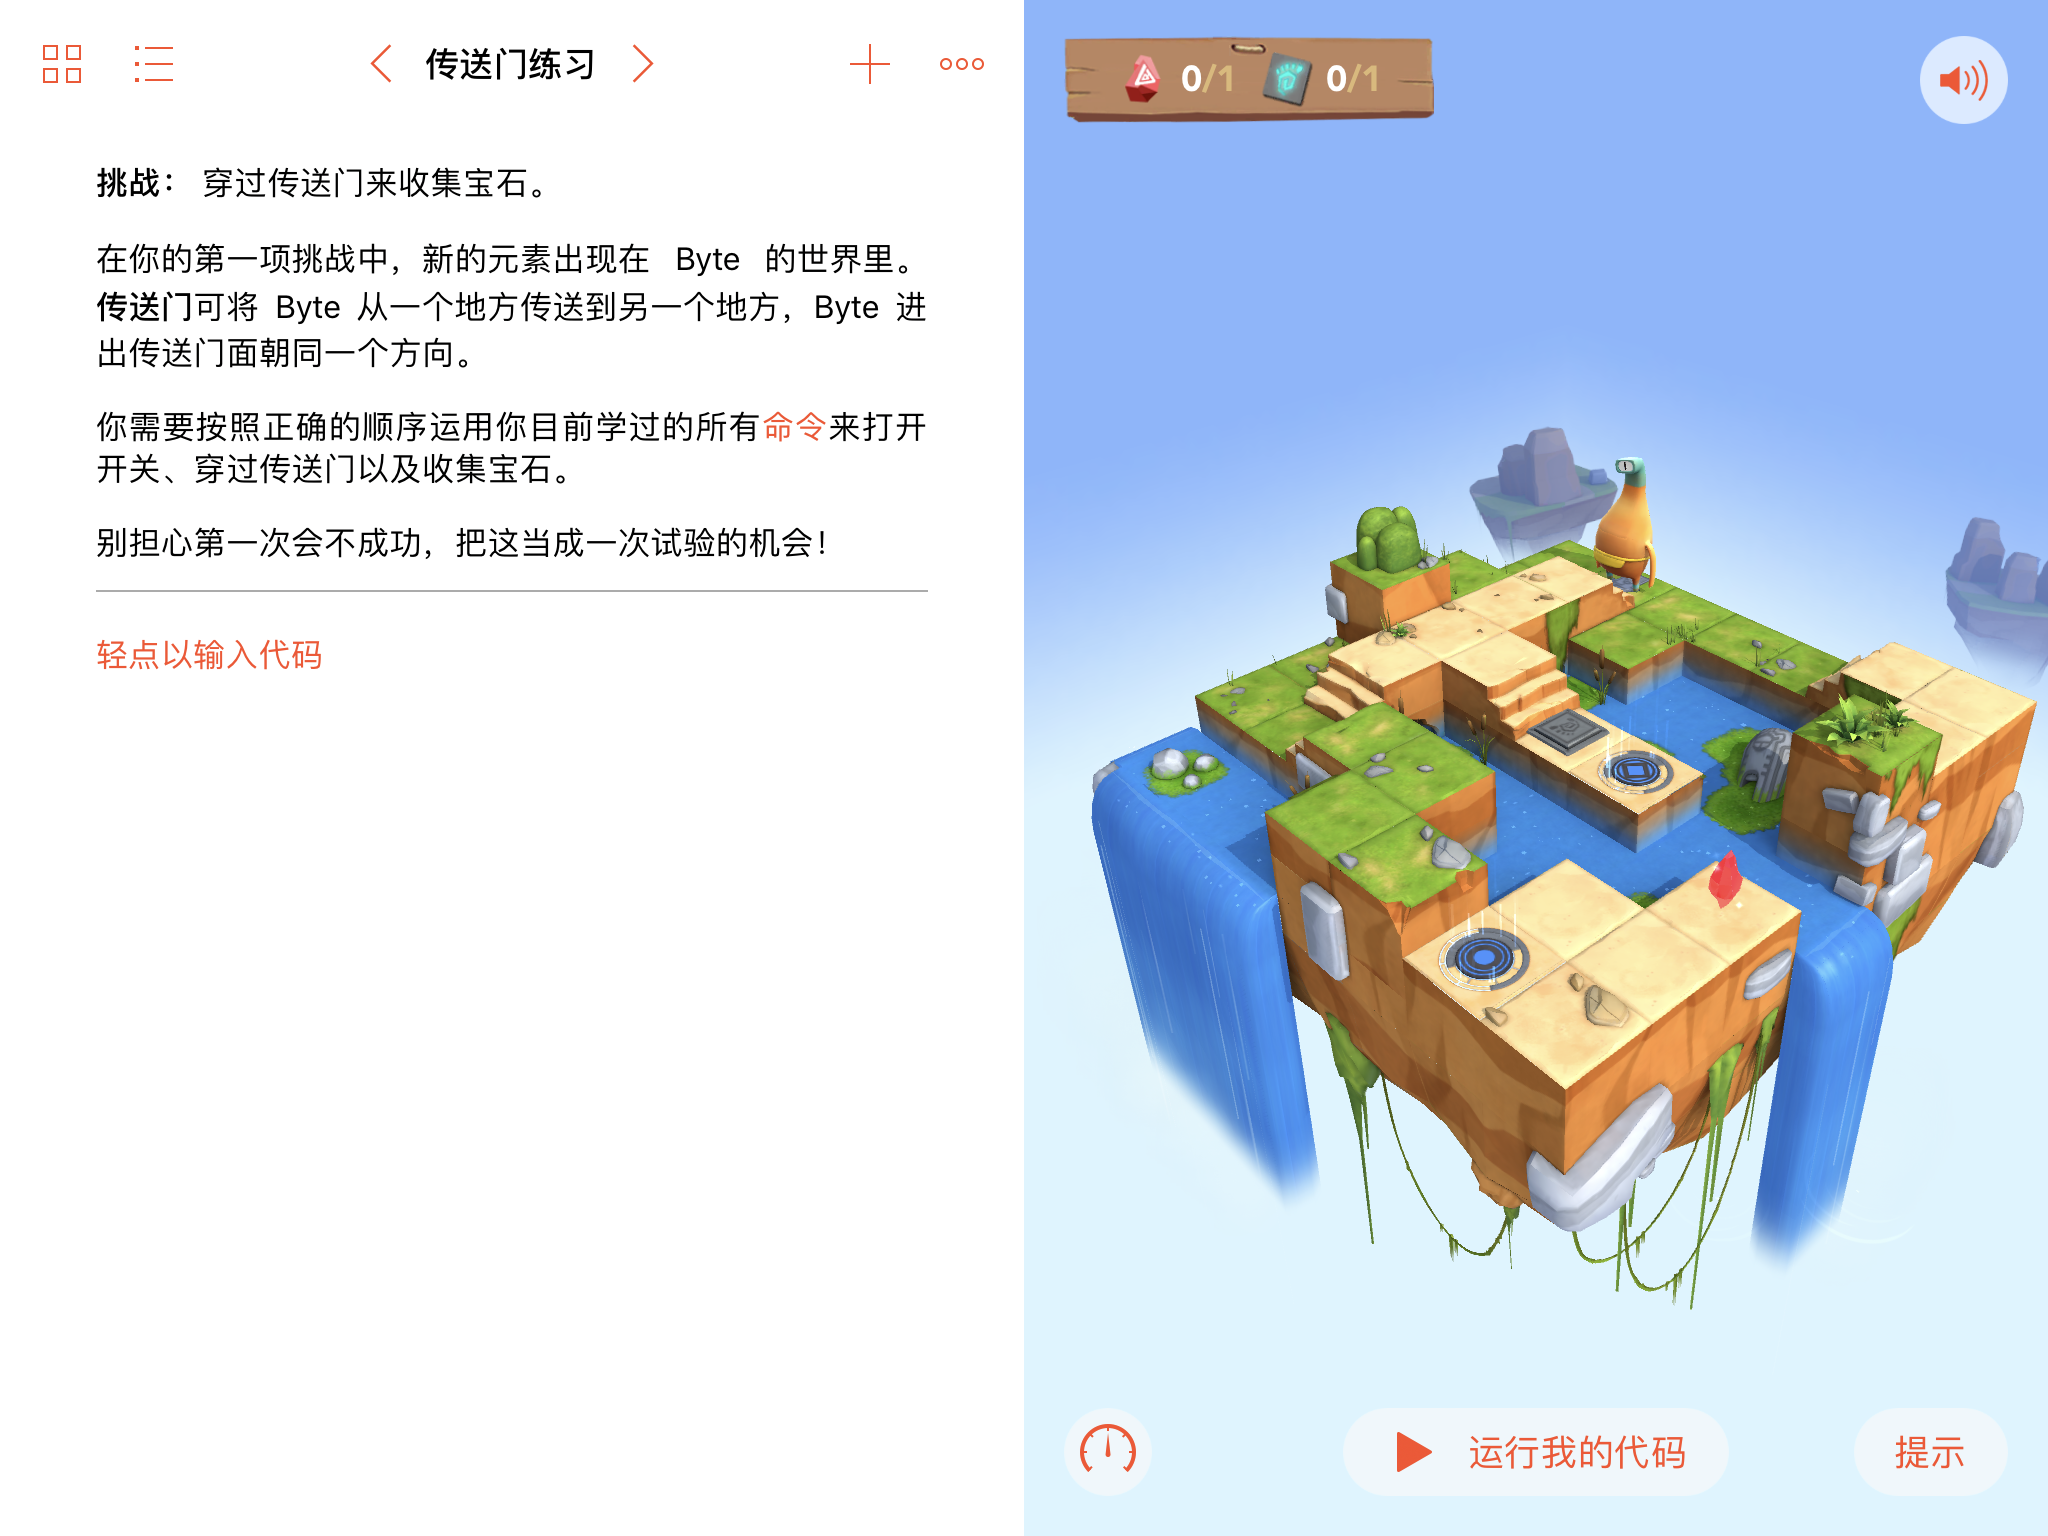 传送门练习
挑战： 穿过传送门来收集宝石。
在你的第一项挑战中，新的元素出现在 Byte 的世界里。
传送门可将 Byte 从一个地方传送到另一个地方，Byte 进
出传送门面朝同一个方向。
你需要按照正确的顺序运用你目前学过的所有命令来打开
开关、穿过传送门以及收集宝石。
别担心第一次会不成功，把这当成一次试验的机会！
轻点以输入代码
0/1 0/1
运行我的代码
提示